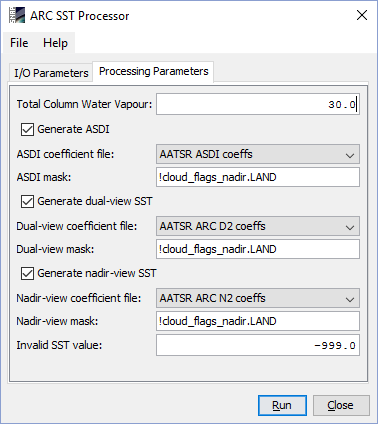 ARC SST Processor
File Help
I/O Parameters Processing Parameters
Total Column Water Vapour: 30.0
Generate ASDI
ASDI coefficient file: AATSR ASDI coeffs
ASDI mask: !cloud_flags_nadir.LAND
Generate dual-view SST
Dual-view coefficient file: AATSR ARC D2 coeffs
Dual-view mask: !cloud_flags_nadir.LAND
Generate nadir-view SST
Nadir-view coefficient file: AATSR ARC N2 coeffs
Nadir-view mask: !cloud_flags_nadir.LAND
Invalid SST value: -999.0
Run Close